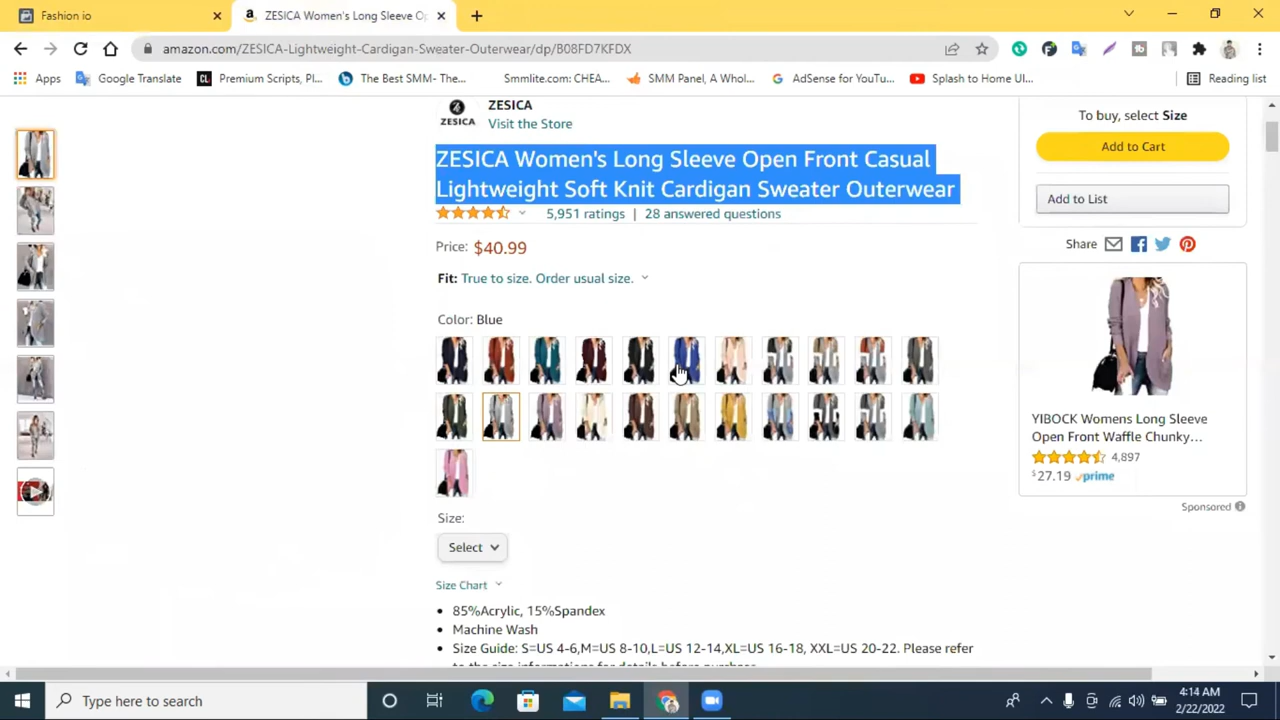 Fashion io
ZESICA Women's Long Sleeve O
amazon.com/ZESICA-Lightweight-Cardigan-Sweater-Outerwear/dp/B08FD7KFDX
Apps
Google Translate
CL Premium Scripts, Pl...
The Best SMM- The...
Smmlite.com: CHEA...
SMM Panel, A Whol...
AdSense for YouTu...
Splash to Home UI...
Reading list
ZESICA
ZESICA
Visit the Store
ZESICA Women's Long Sleeve Open Front Casual
Lightweight Soft Knit Cardigan Sweater Outerwear
5,951 ratings | 28 answered questions
Price: $40.99
Fit: True to size. Order usual size.
Color: Blue
Size:
Select
Size Chart
• 85%Acrylic, 15%Spandex
• Machine Wash
• Size Guide: S=US 4-6,M=US 8-10,L=US 12-14,XL=US 16-18, XXL=US 20-22. Please refer
to the size informations for details before purchase
To buy, select Size
Add to Cart
Add to List
Share
YIBOCK Womens Long Sleeve
Open Front Waffle Chunky...
4,897
$27.19 prime
Sponsored
Type here to search
4:14 AM
2/22/2022